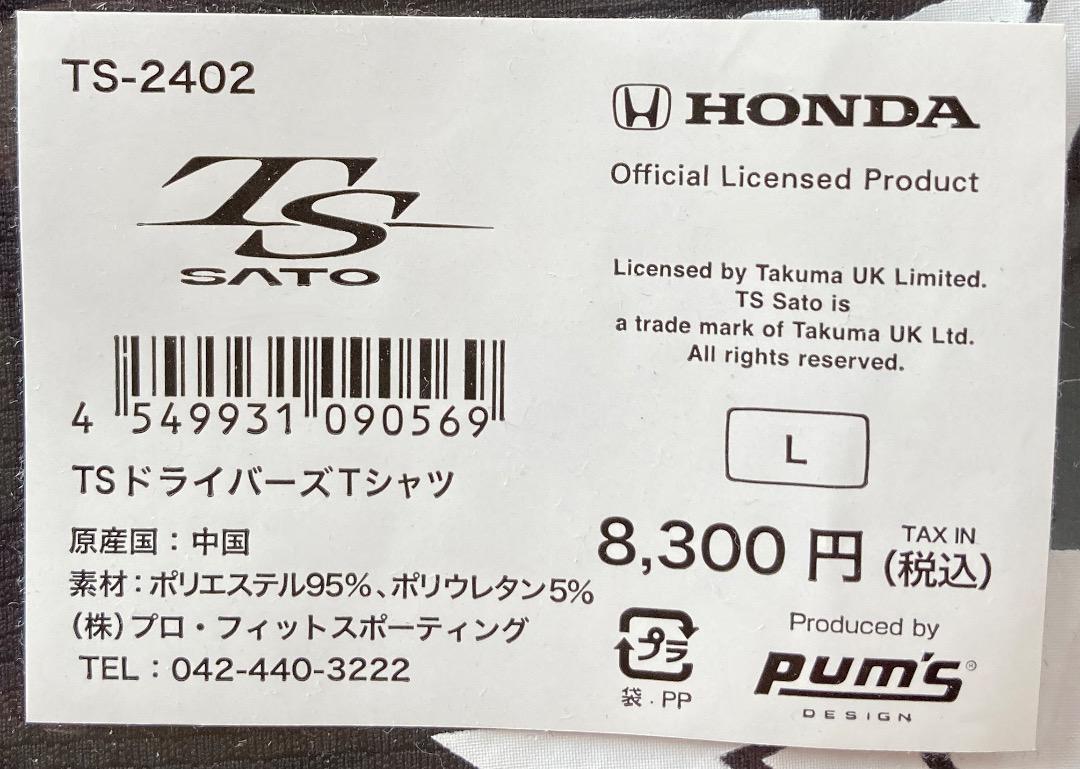 TS-2402
TS
SATO
4 549931 090569
TSドライバーズTシャツ
原産国：中国
素材：ポリエステル95%、ポリウレタン5%
(株)プロ・フィットスポーティング
TEL：042-440-3222
HONDA
Official Licensed Product
Licensed by Takuma UK Limited.
TS Sato is
a trade mark of Takuma UK Ltd.
All rights reserved.
L
8,300 円 (税込)
TAX IN
プラ
袋・PP
Produced by
pum's®
DESIGN